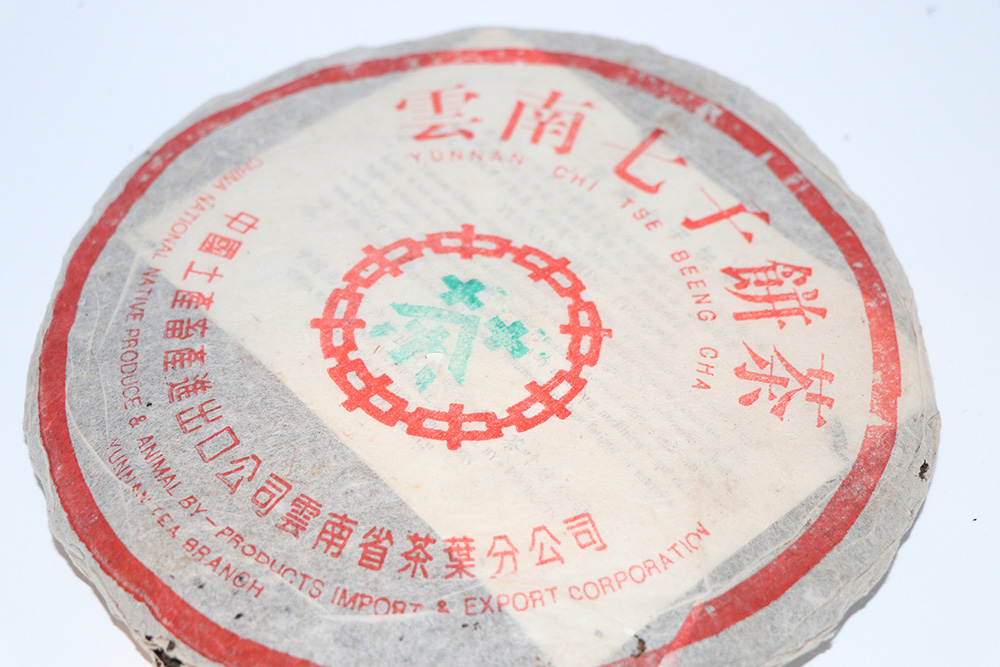 雲南七子餅茶
YUNNAN CHI TSE BEENG CHA
茶
中國土產畜產進出口公司雲南省茶葉分公司
CHINA NATIONAL NATIVE PRODUCE & ANIMAL BY-PRODUCTS IMPORT & EXPORT CORPORATION
YUNNAN TEA BRANCH